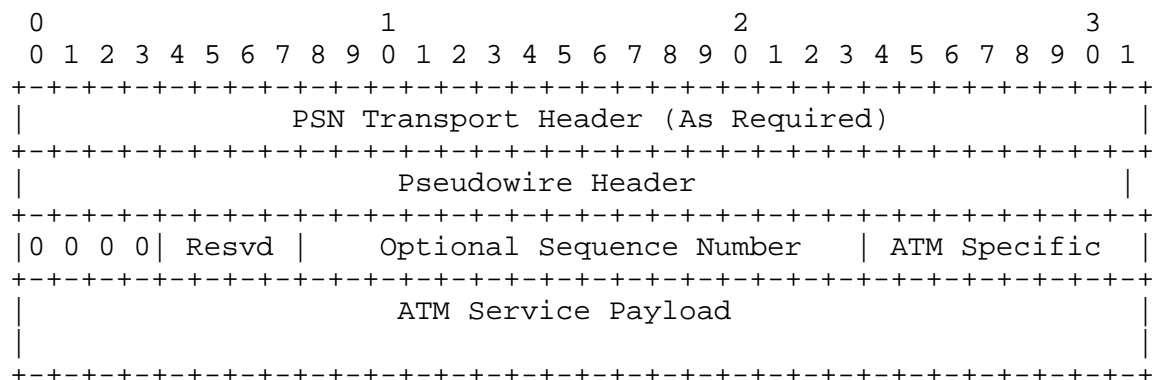 0                   1                   2                   3
 0 1 2 3 4 5 6 7 8 9 0 1 2 3 4 5 6 7 8 9 0 1 2 3 4 5 6 7 8 9 0 1
+-+-+-+-+-+-+-+-+-+-+-+-+-+-+-+-+-+-+-+-+-+-+-+-+-+-+-+-+-+-+-+-+
|               PSN Transport Header (As Required)              |
+-+-+-+-+-+-+-+-+-+-+-+-+-+-+-+-+-+-+-+-+-+-+-+-+-+-+-+-+-+-+-+-+
|                     Pseudowire Header                        |
+-+-+-+-+-+-+-+-+-+-+-+-+-+-+-+-+-+-+-+-+-+-+-+-+-+-+-+-+-+-+-+-+
|0 0 0 0| Resvd |    Optional Sequence Number   | ATM Specific  |
+-+-+-+-+-+-+-+-+-+-+-+-+-+-+-+-+-+-+-+-+-+-+-+-+-+-+-+-+-+-+-+-+
|                     ATM Service Payload                       |
|                                                               |
+-+-+-+-+-+-+-+-+-+-+-+-+-+-+-+-+-+-+-+-+-+-+-+-+-+-+-+-+-+-+-+-+